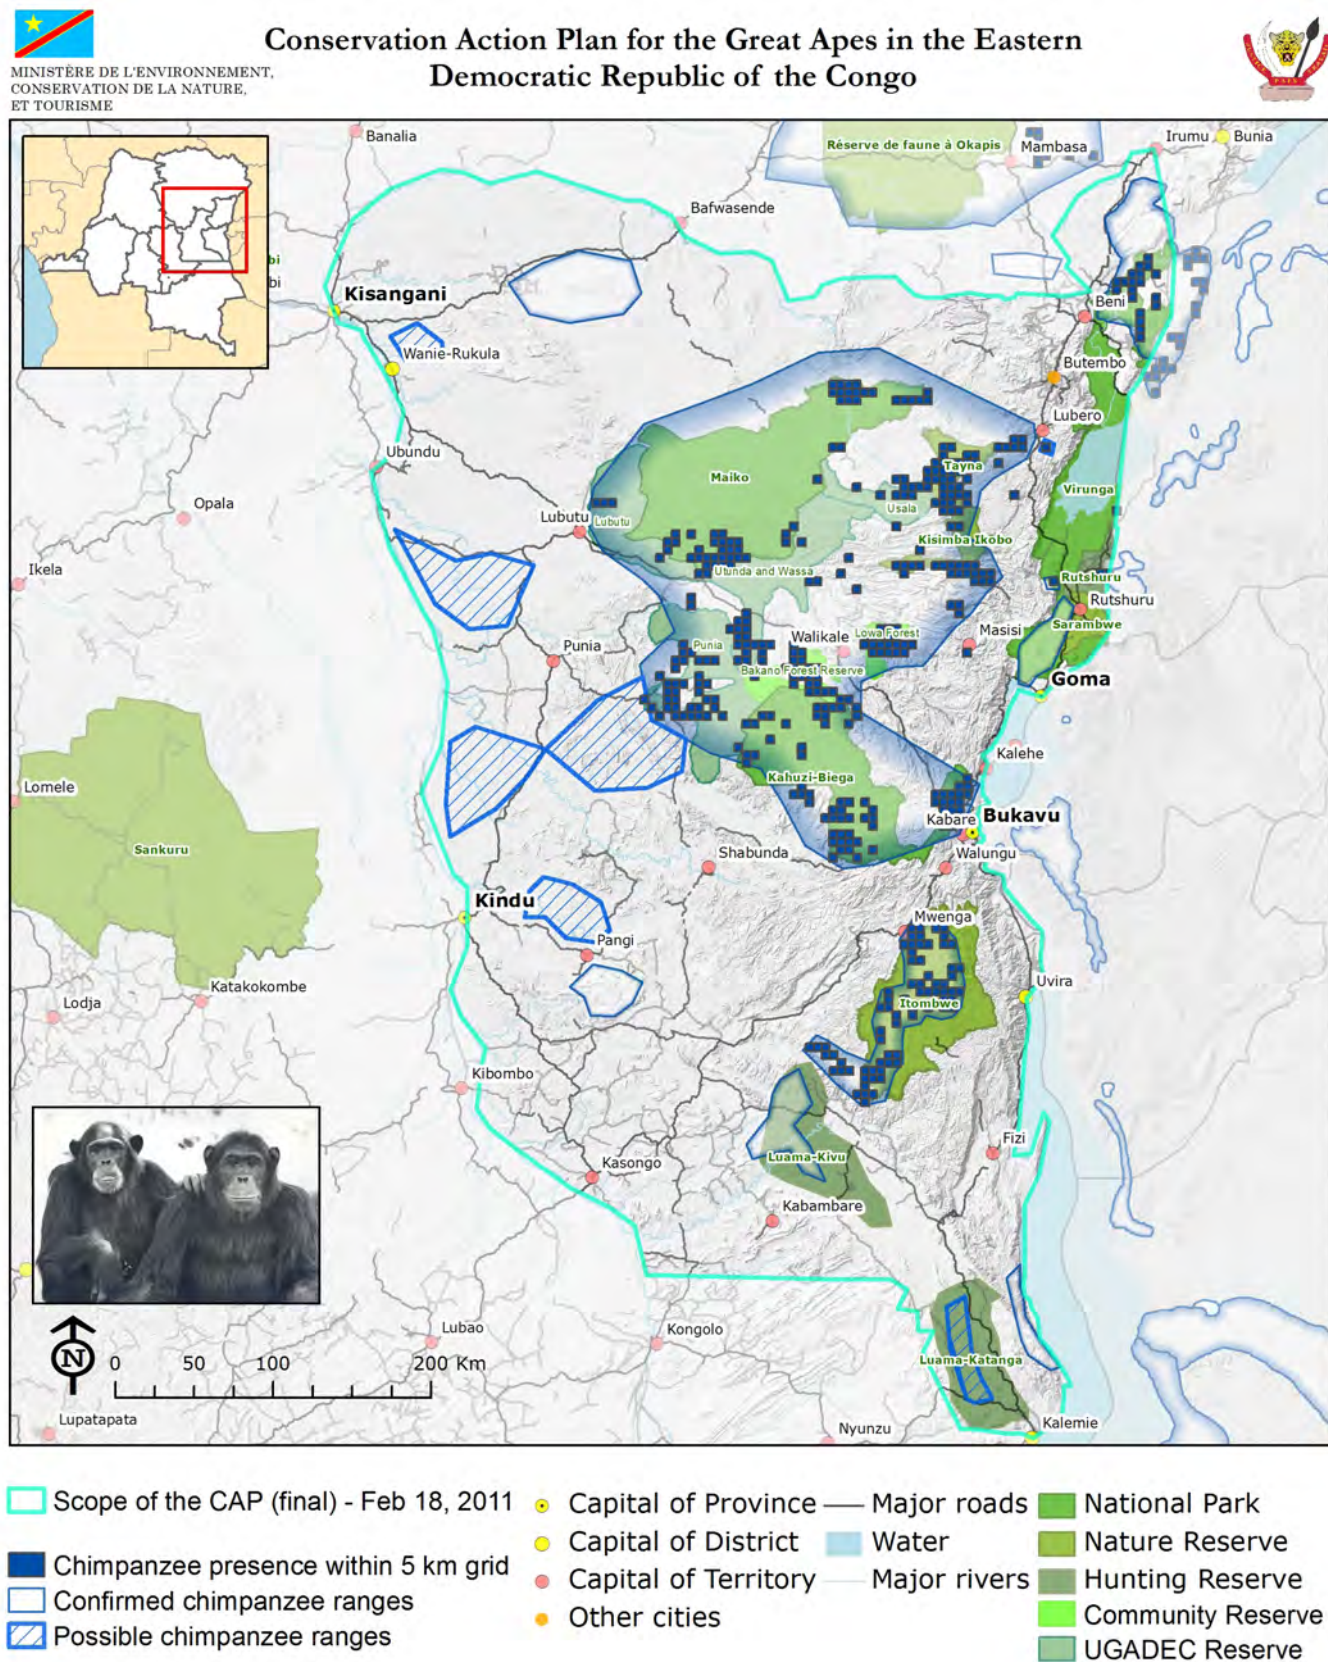 Conservation Action Plan for the Great Apes in the Eastern
Democratic Republic of the Congo
MINISTÈRE DE L'ENVIRONNEMENT,
CONSERVATION DE LA NATURE,
ET TOURISME
Banalia
Réserve de faune à Okapis
Mambasa
Irumu
Bunia
Bafwasende
bi
bi
Kisangani
Beni
Wanie-Rukula
Butembo
Lubero
Ubundu
Tayna
Maiko
Virunga
Opala
Usala
Lubutu
Lubutu
Kisimba Ikobo
Ikela
Utunda and Wassa
Rutshuru
Rutshuru
Sarambwe
Masisi
Lowa Forest
Walikale
Punia
Punia
Bakano Forest Reserve
Goma
Kalehe
Kahuzi-Biega
Lomele
Kabare
Bukavu
Sankuru
Shabunda
Walungu
Kindu
Mwenga
Pangi
Uvira
Katakokombe
Lodja
Itombwe
Kibombo
Fizi
Luama-Kivu
Kasongo
Kabambare
Lubao
Kongolo
N
0 50 100 200 Km
Luama-Katanga
Lupatapata
Nyunzu
Kalemie
Scope of the CAP (final) - Feb 18, 2011
Chimpanzee presence within 5 km grid
Confirmed chimpanzee ranges
Possible chimpanzee ranges
Capital of Province
Capital of District
Capital of Territory
Other cities
Major roads
Water
Major rivers
National Park
Nature Reserve
Hunting Reserve
Community Reserve
UGADEC Reserve